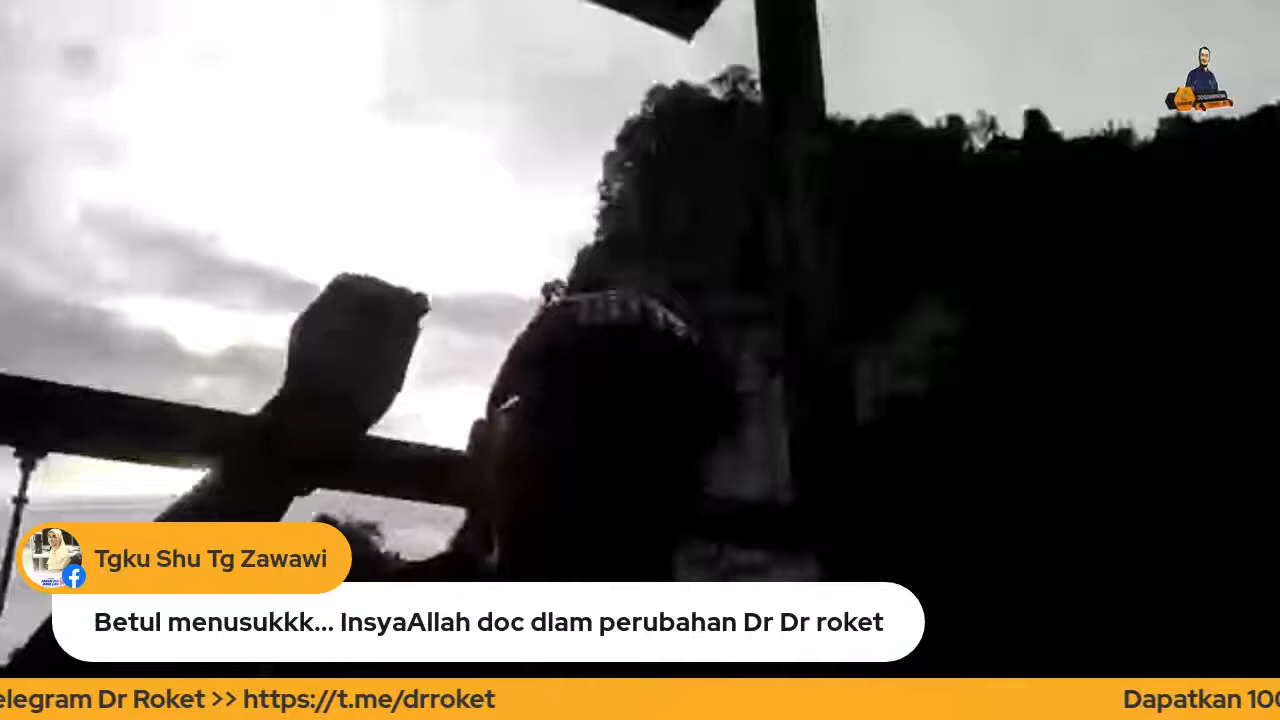 Tgku Shu Tg Zawawi
Betul menusukkk... InsyaAllah doc dlam perubahan Dr Dr roket
elegram Dr Roket >> https://t.me/drroket
Dapatkan 100